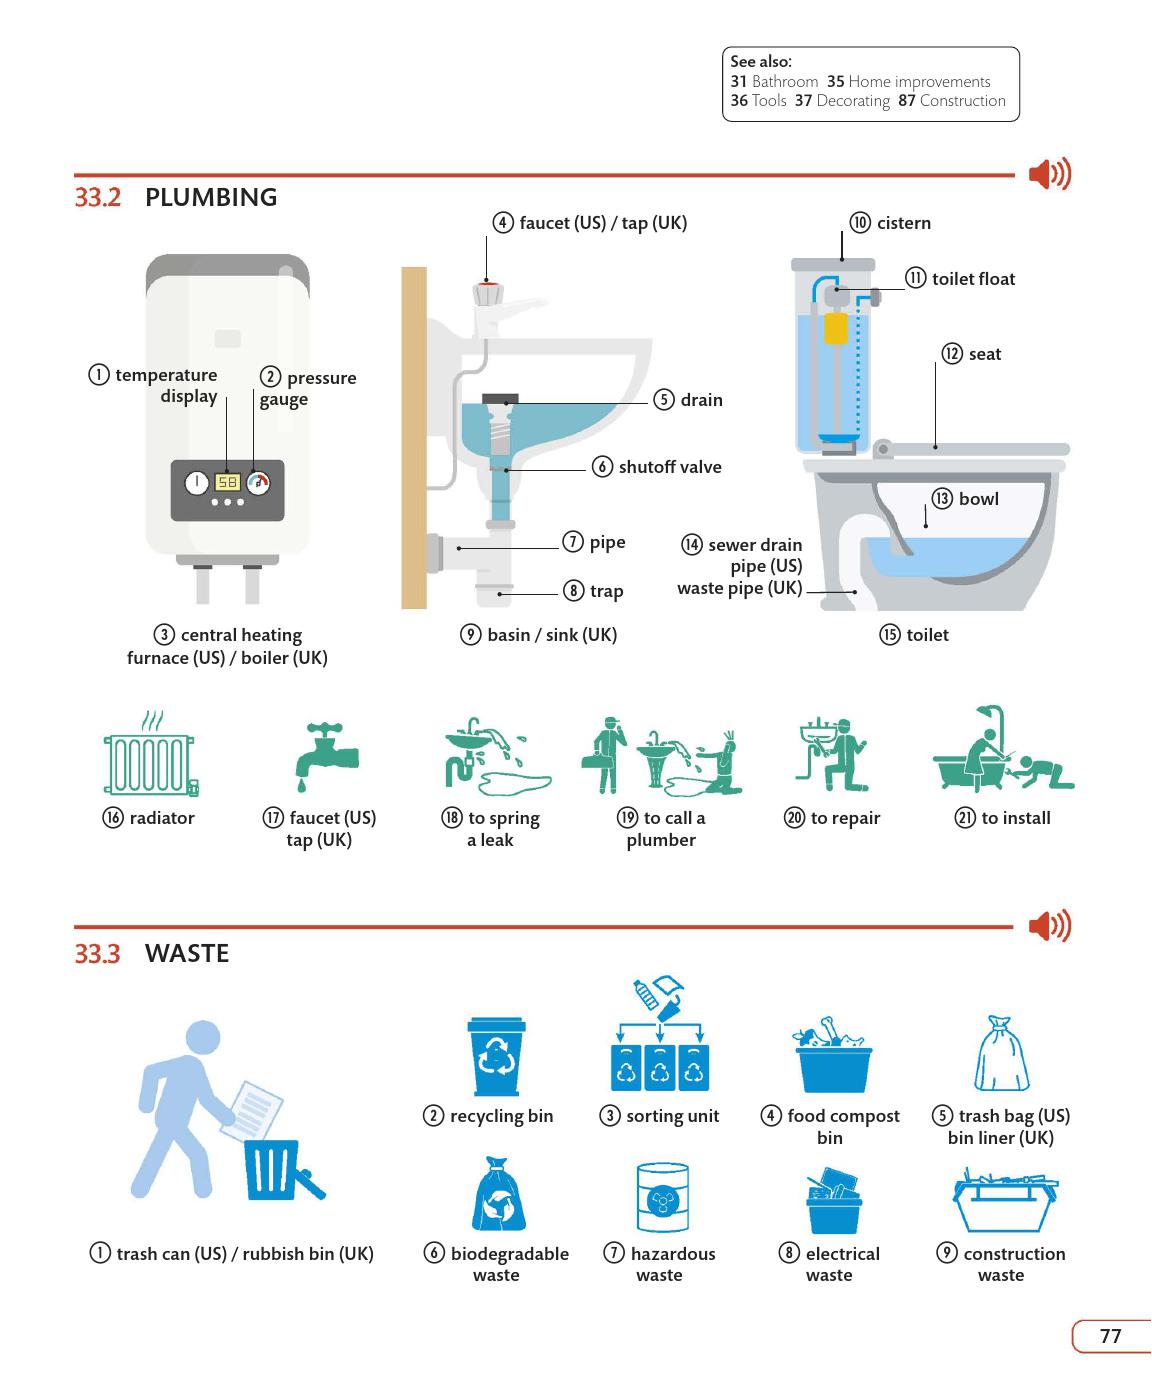 See also:
31 Bathroom 35 Home improvements
36 Tools 37 Decorating 87 Construction
33.2 PLUMBING
① temperature
display
② pressure
gauge
58
③ central heating
furnace (US) / boiler (UK)
④ faucet (US) / tap (UK)
⑤ drain
⑥ shutoff valve
⑦ pipe
⑧ trap
⑨ basin / sink (UK)
⑩ cistern
⑪ toilet float
⑫ seat
⑬ bowl
⑭ sewer drain
pipe (US)
waste pipe (UK)
⑮ toilet
⑯ radiator
⑰ faucet (US)
tap (UK)
⑱ to spring
a leak
⑲ to call a
plumber
⑳ to repair
㉑ to install
33.3 WASTE
① trash can (US) / rubbish bin (UK)
② recycling bin
③ sorting unit
④ food compost
bin
⑤ trash bag (US)
bin liner (UK)
⑥ biodegradable
waste
⑦ hazardous
waste
⑧ electrical
waste
⑨ construction
waste
77